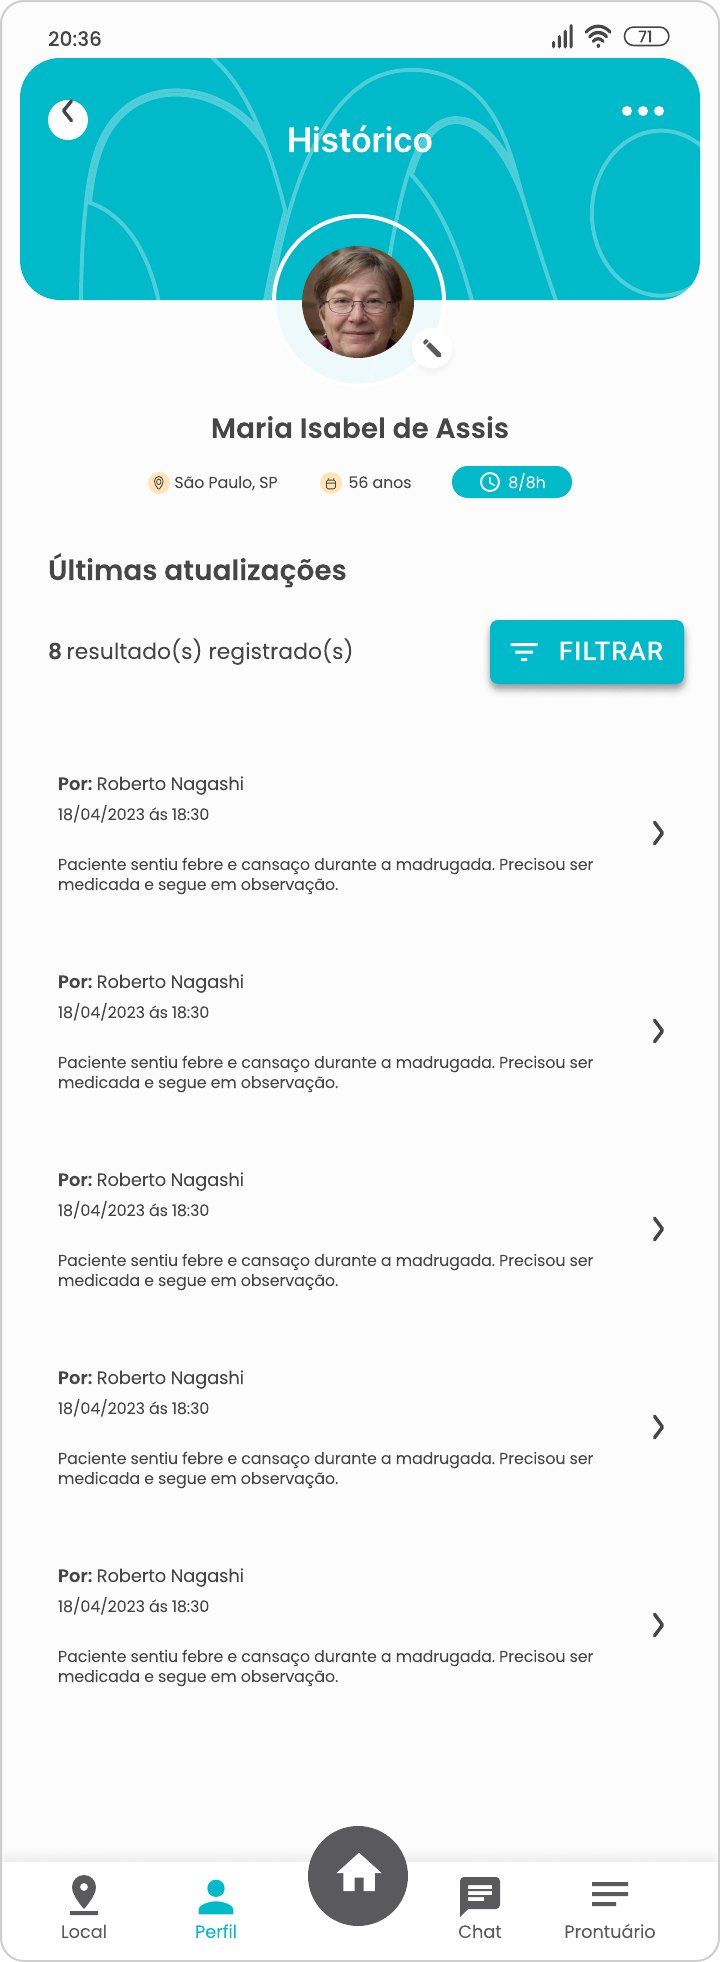 20:36
71
Histórico
Maria Isabel de Assis
São Paulo, SP
56 anos
8/8h
Últimas atualizações
8 resultado(s) registrado(s)
FILTRAR
Por: Roberto Nagashi
18/04/2023 ás 18:30
Paciente sentiu febre e cansaço durante a madrugada. Precisou ser
medicada e segue em observação.
Por: Roberto Nagashi
18/04/2023 ás 18:30
Paciente sentiu febre e cansaço durante a madrugada. Precisou ser
medicada e segue em observação.
Por: Roberto Nagashi
18/04/2023 ás 18:30
Paciente sentiu febre e cansaço durante a madrugada. Precisou ser
medicada e segue em observação.
Por: Roberto Nagashi
18/04/2023 ás 18:30
Paciente sentiu febre e cansaço durante a madrugada. Precisou ser
medicada e segue em observação.
Por: Roberto Nagashi
18/04/2023 ás 18:30
Paciente sentiu febre e cansaço durante a madrugada. Precisou ser
medicada e segue em observação.
Local
Perfil
Chat
Prontuário